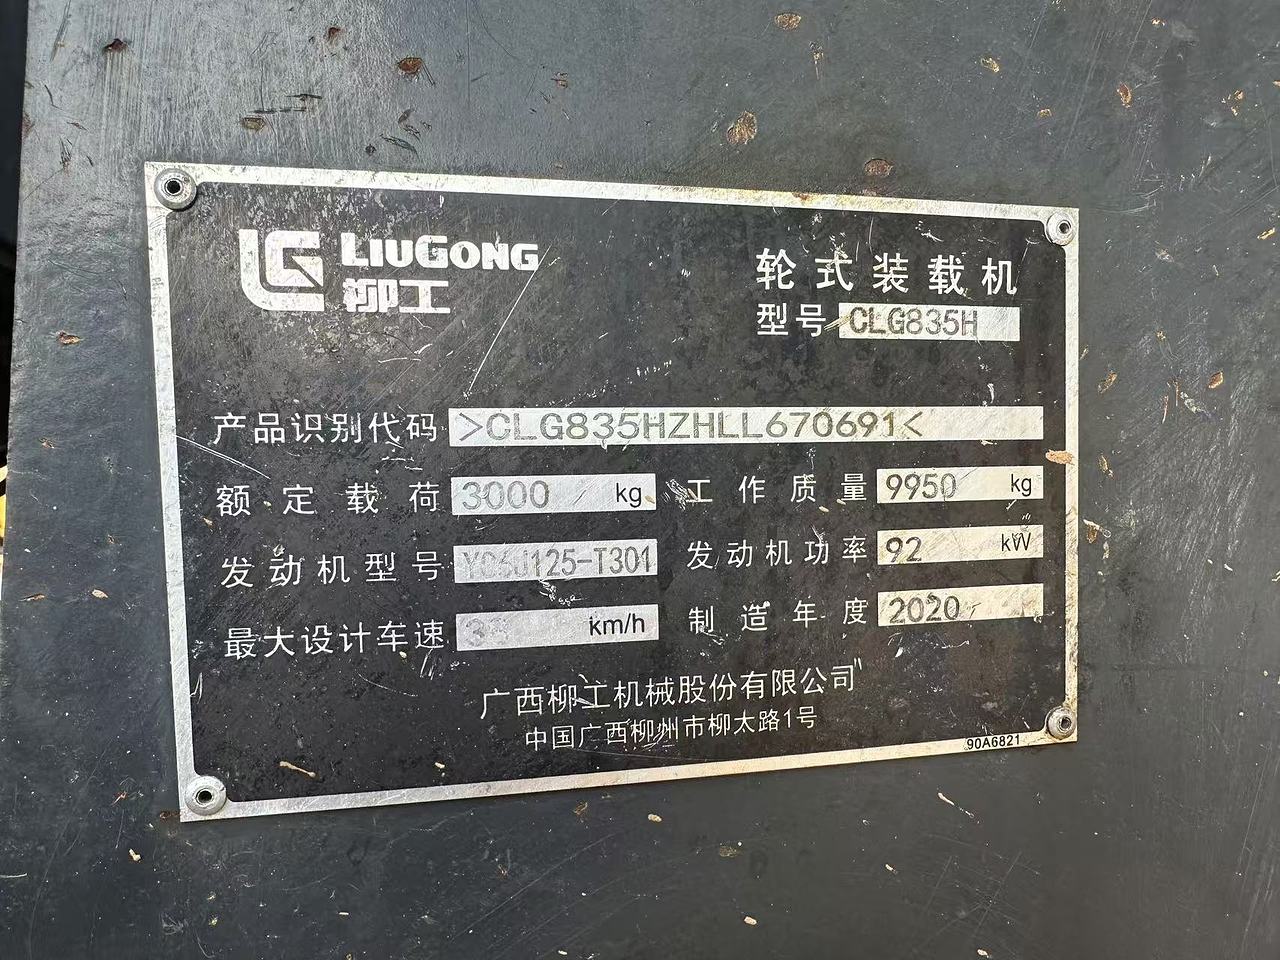 LIUGONG
柳工
轮式装载机
型号 CLG835H
产品识别代码 >CLG835HZHLL670691<
额定载荷 3000 kg 工作质量 9950 kg
发动机型号 YC6J125-T301 发动机功率 92 kW
最大设计车速 km/h 制造年度 2020
广西柳工机械股份有限公司
中国广西柳州市柳太路1号
90A6821